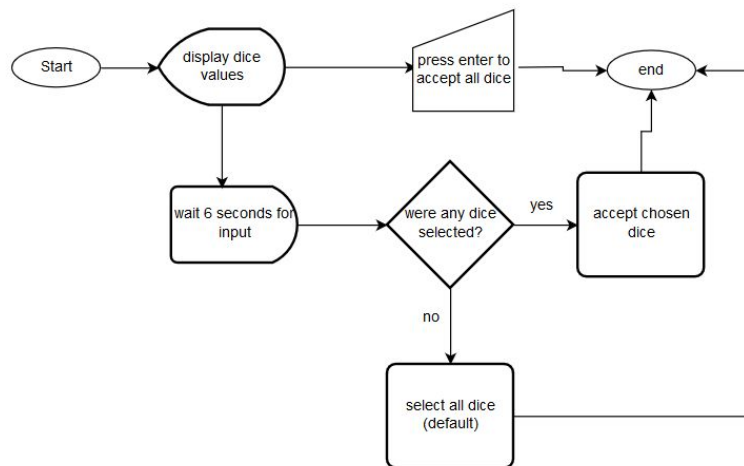 Start
display dice
values
press enter to
accept all dice
end
wait 6 seconds for
input
were any dice
selected?
yes
accept chosen
dice
no
select all dice
(default)